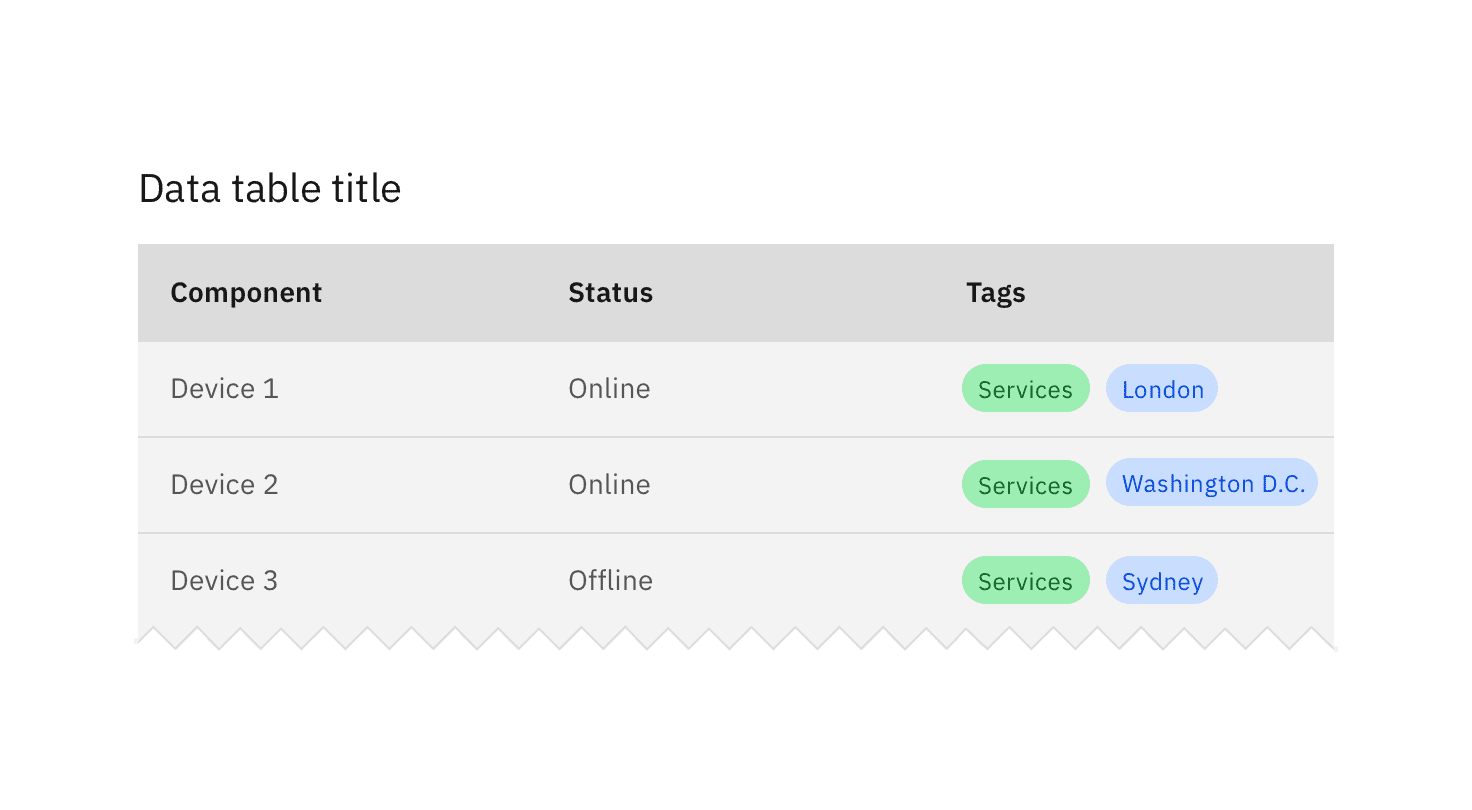 Data table title
Component Status Tags
Device 1 Online Services London
Device 2 Online Services Washington D.C.
Device 3 Offline Services Sydney